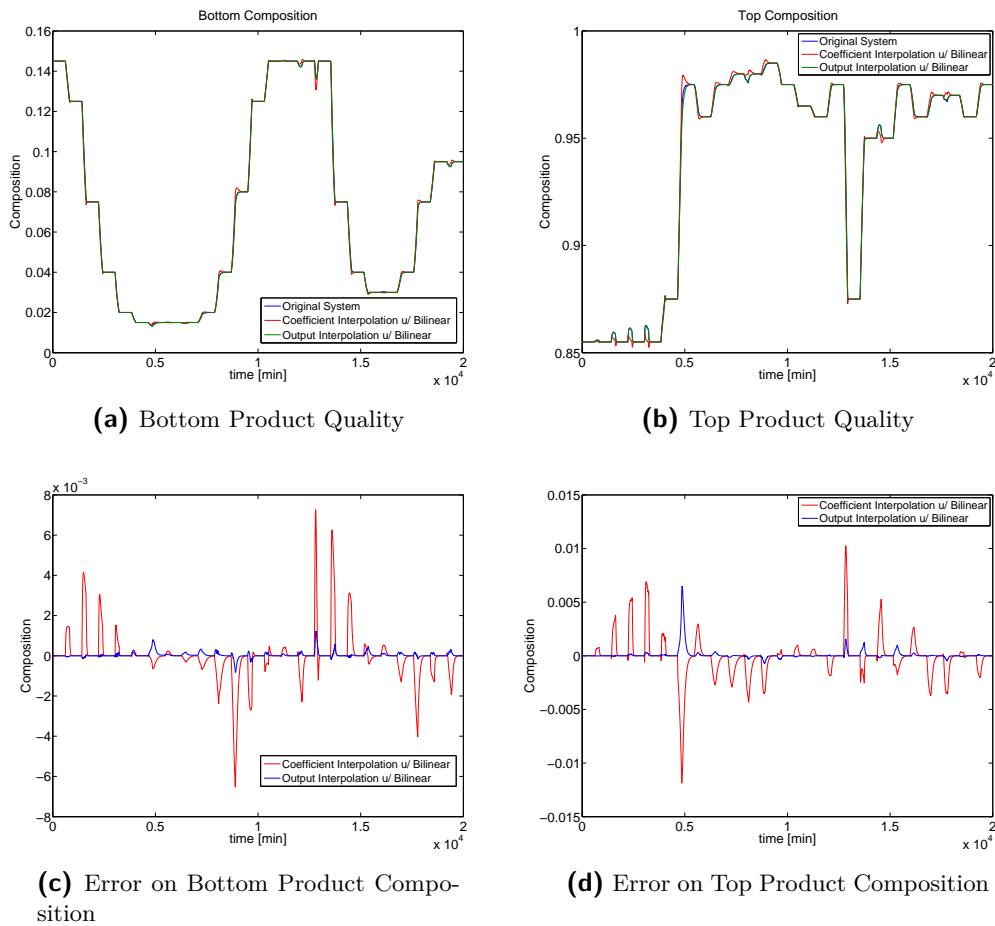 Bottom Composition
0.16
0.14
0.12
0.1
0.08
0.06
0.04
0.02
0
Composition
Original System
Coefficient Interpolation u/ Bilinear
Output Interpolation u/ Bilinear
0
0.5
1
1.5
2
time [min]
x 10^4
(a) Bottom Product Quality
Top Composition
1
0.95
0.9
0.85
Composition
Original System
Coefficient Interpolation u/ Bilinear
Output Interpolation u/ Bilinear
0
0.5
1
1.5
2
time [min]
x 10^4
(b) Top Product Quality
x 10^−3
8
6
4
2
0
−2
−4
−6
−8
Composition
Coefficient Interpolation u/ Bilinear
Output Interpolation u/ Bilinear
0
0.5
1
1.5
2
time [min]
x 10^4
(c) Error on Bottom Product Compo-
sition
0.015
0.01
0.005
0
−0.005
−0.01
−0.015
Composition
Coefficient Interpolation u/ Bilinear
Output Interpolation u/ Bilinear
0
0.5
1
1.5
2
time [min]
x 10^4
(d) Error on Top Product Composition